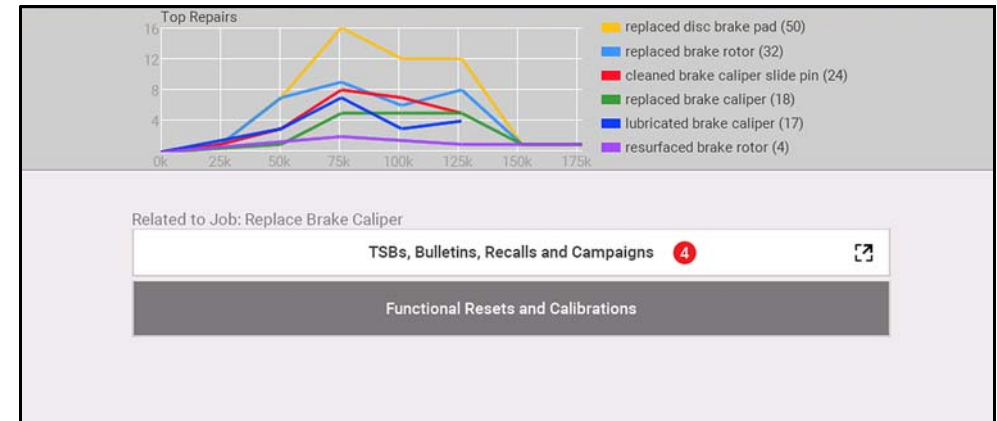 Top Repairs
16
12
8
4
0k 25k 50k 75k 100k 125k 150k 175k
replaced disc brake pad (50)
replaced brake rotor (32)
cleaned brake caliper slide pin (24)
replaced brake caliper (18)
lubricated brake caliper (17)
resurfaced brake rotor (4)
Related to Job: Replace Brake Caliper
TSBs, Bulletins, Recalls and Campaigns 4
Functional Resets and Calibrations